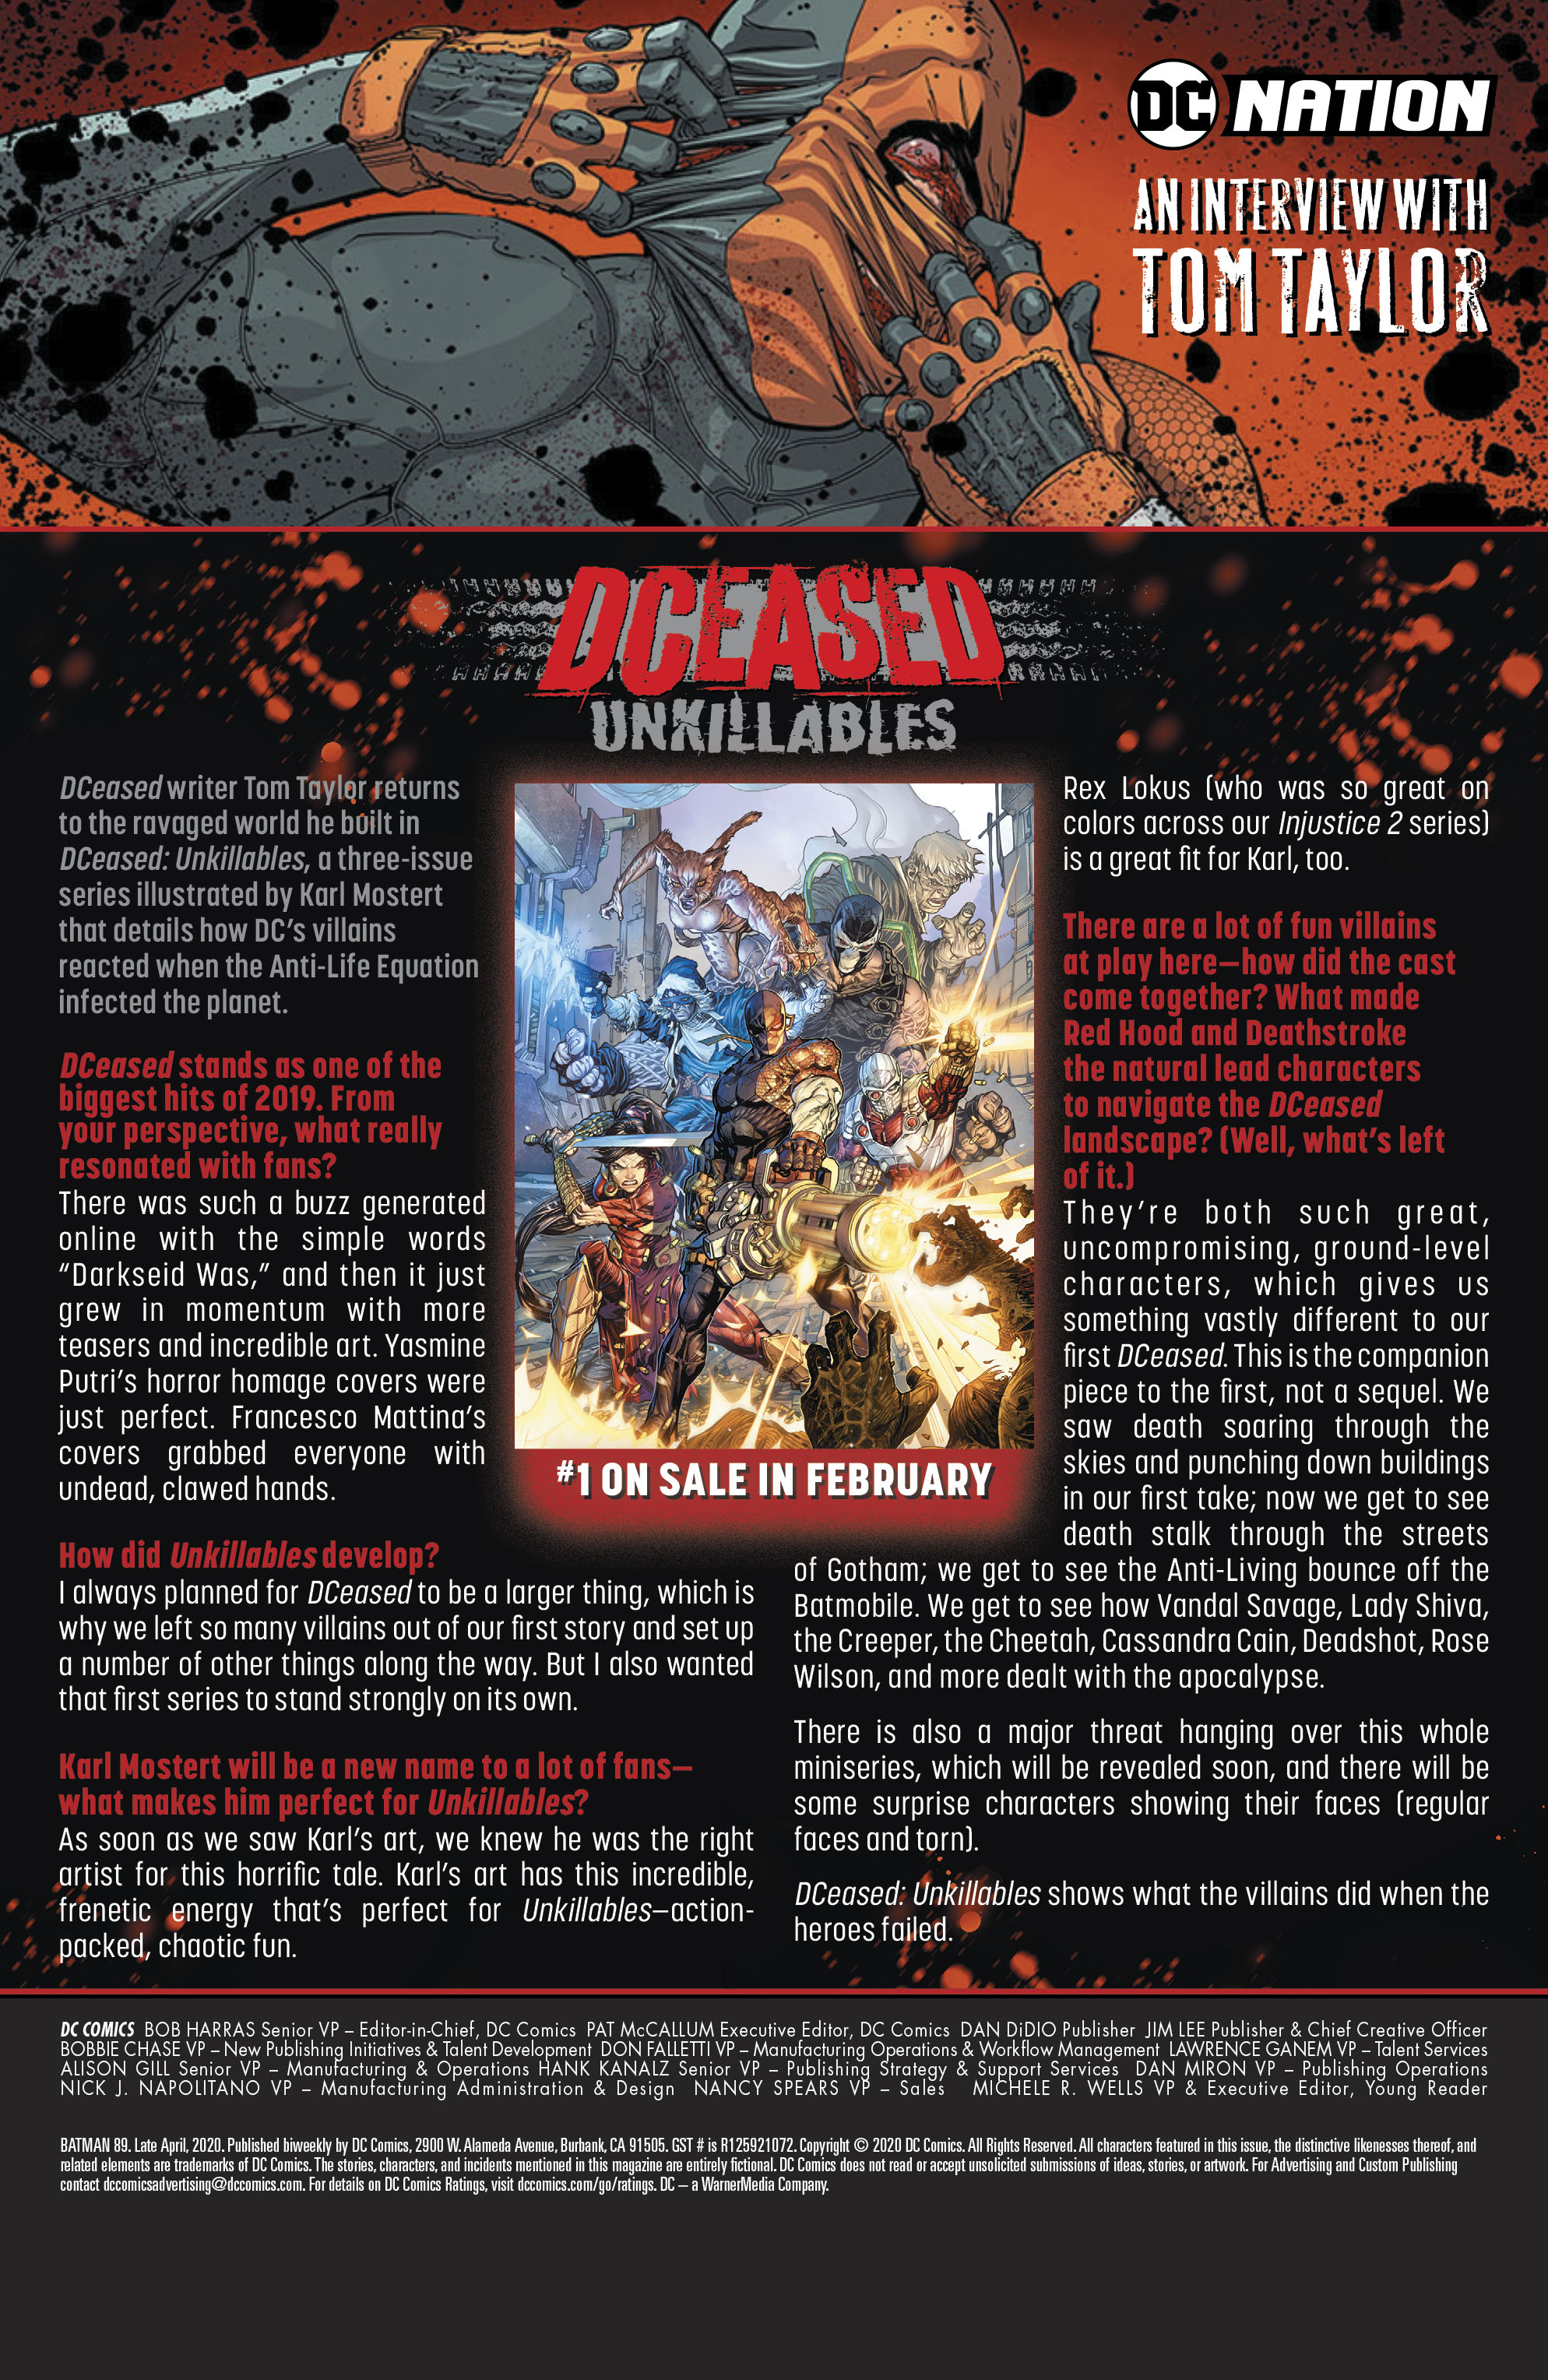 DC NATION
AN INTERVIEW WITH
TOM TAYLOR
DCEASED
UNKILLABLES
DCeased writer Tom Taylor returns
to the ravaged world he built in
DCeased: Unkillables, a three-issue
series illustrated by Karl Mostert
that details how DC’s villains
reacted when the Anti-Life Equation
infected the planet.
DCeased stands as one of the
biggest hits of 2019. From
your perspective, what really
resonated with fans?
There was such a buzz generated
online with the simple words
“Darkseid Was,” and then it just
grew in momentum with more
teasers and incredible art. Yasmine
Putri’s horror homage covers were
just perfect. Francesco Mattina’s
covers grabbed everyone with
undead, clawed hands.
How did Unkillables develop?
I always planned for DCeased to be a larger thing, which is
why we left so many villains out of our first story and set up
a number of other things along the way. But I also wanted
that first series to stand strongly on its own.
Karl Mostert will be a new name to a lot of fans—
what makes him perfect for Unkillables?
As soon as we saw Karl’s art, we knew he was the right
artist for this horrific tale. Karl’s art has this incredible,
frenetic energy that’s perfect for Unkillables—action-
packed, chaotic fun.
#1 ON SALE IN FEBRUARY
Rex Lokus (who was so great on
colors across our Injustice 2 series)
is a great fit for Karl, too.
There are a lot of fun villains
at play here—how did the cast
come together? What made
Red Hood and Deathstroke
the natural lead characters
to navigate the DCeased
landscape? (Well, what’s left
of it.)
They’re both such great,
uncompromising, ground-level
characters, which gives us
something vastly different to our
first DCeased. This is the companion
piece to the first, not a sequel. We
saw death soaring through the
skies and punching down buildings
in our first take; now we get to see
death stalk through the streets
of Gotham; we get to see the Anti-Living bounce off the
Batmobile. We get to see how Vandal Savage, Lady Shiva,
the Creeper, the Cheetah, Cassandra Cain, Deadshot, Rose
Wilson, and more dealt with the apocalypse.
There is also a major threat hanging over this whole
miniseries, which will be revealed soon, and there will be
some surprise characters showing their faces (regular
faces and torn).
DCeased: Unkillables shows what the villains did when the
heroes failed.
DC COMICS BOB HARRAS Senior VP – Editor-in-Chief, DC Comics PAT McCALLUM Executive Editor, DC Comics DAN DiDIO Publisher JIM LEE Publisher & Chief Creative Officer
BOBBIE CHASE VP – New Publishing Initiatives & Talent Development DON FALLETTI VP – Manufacturing Operations & Workflow Management LAWRENCE GANEM VP – Talent Services
ALISON GILL Senior VP – Manufacturing & Operations HANK KANALZ Senior VP – Publishing Strategy & Support Services DAN MIRON VP – Publishing Operations
NICK J. NAPOLITANO VP – Manufacturing Administration & Design NANCY SPEARS VP – Sales MICHELE R. WELLS VP & Executive Editor, Young Reader
BATMAN 89. Late April, 2020. Published biweekly by DC Comics, 2900 W. Alameda Avenue, Burbank, CA 91505. GST # is R125921072. Copyright © 2020 DC Comics. All Rights Reserved. All characters featured in this issue, the distinctive likenesses thereof, and
related elements are trademarks of DC Comics. The stories, characters, and incidents mentioned in this magazine are entirely fictional. DC Comics does not read or accept unsolicited submissions of ideas, stories, or artwork. For Advertising and Custom Publishing
contact dccomicsadvertising@dccomics.com. For details on DC Comics Ratings, visit dccomics.com/go/ratings. DC – a WarnerMedia Company.